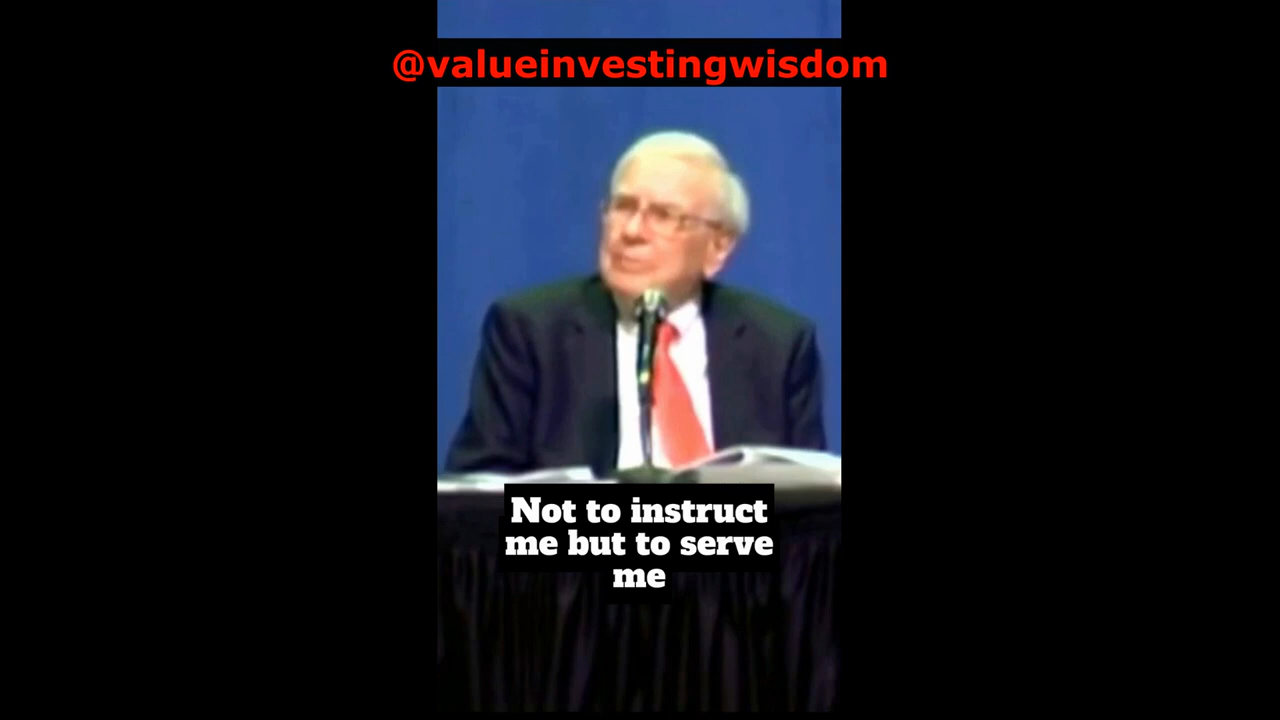 @valueinvestingwisdom
Not to instruct
me but to serve
me